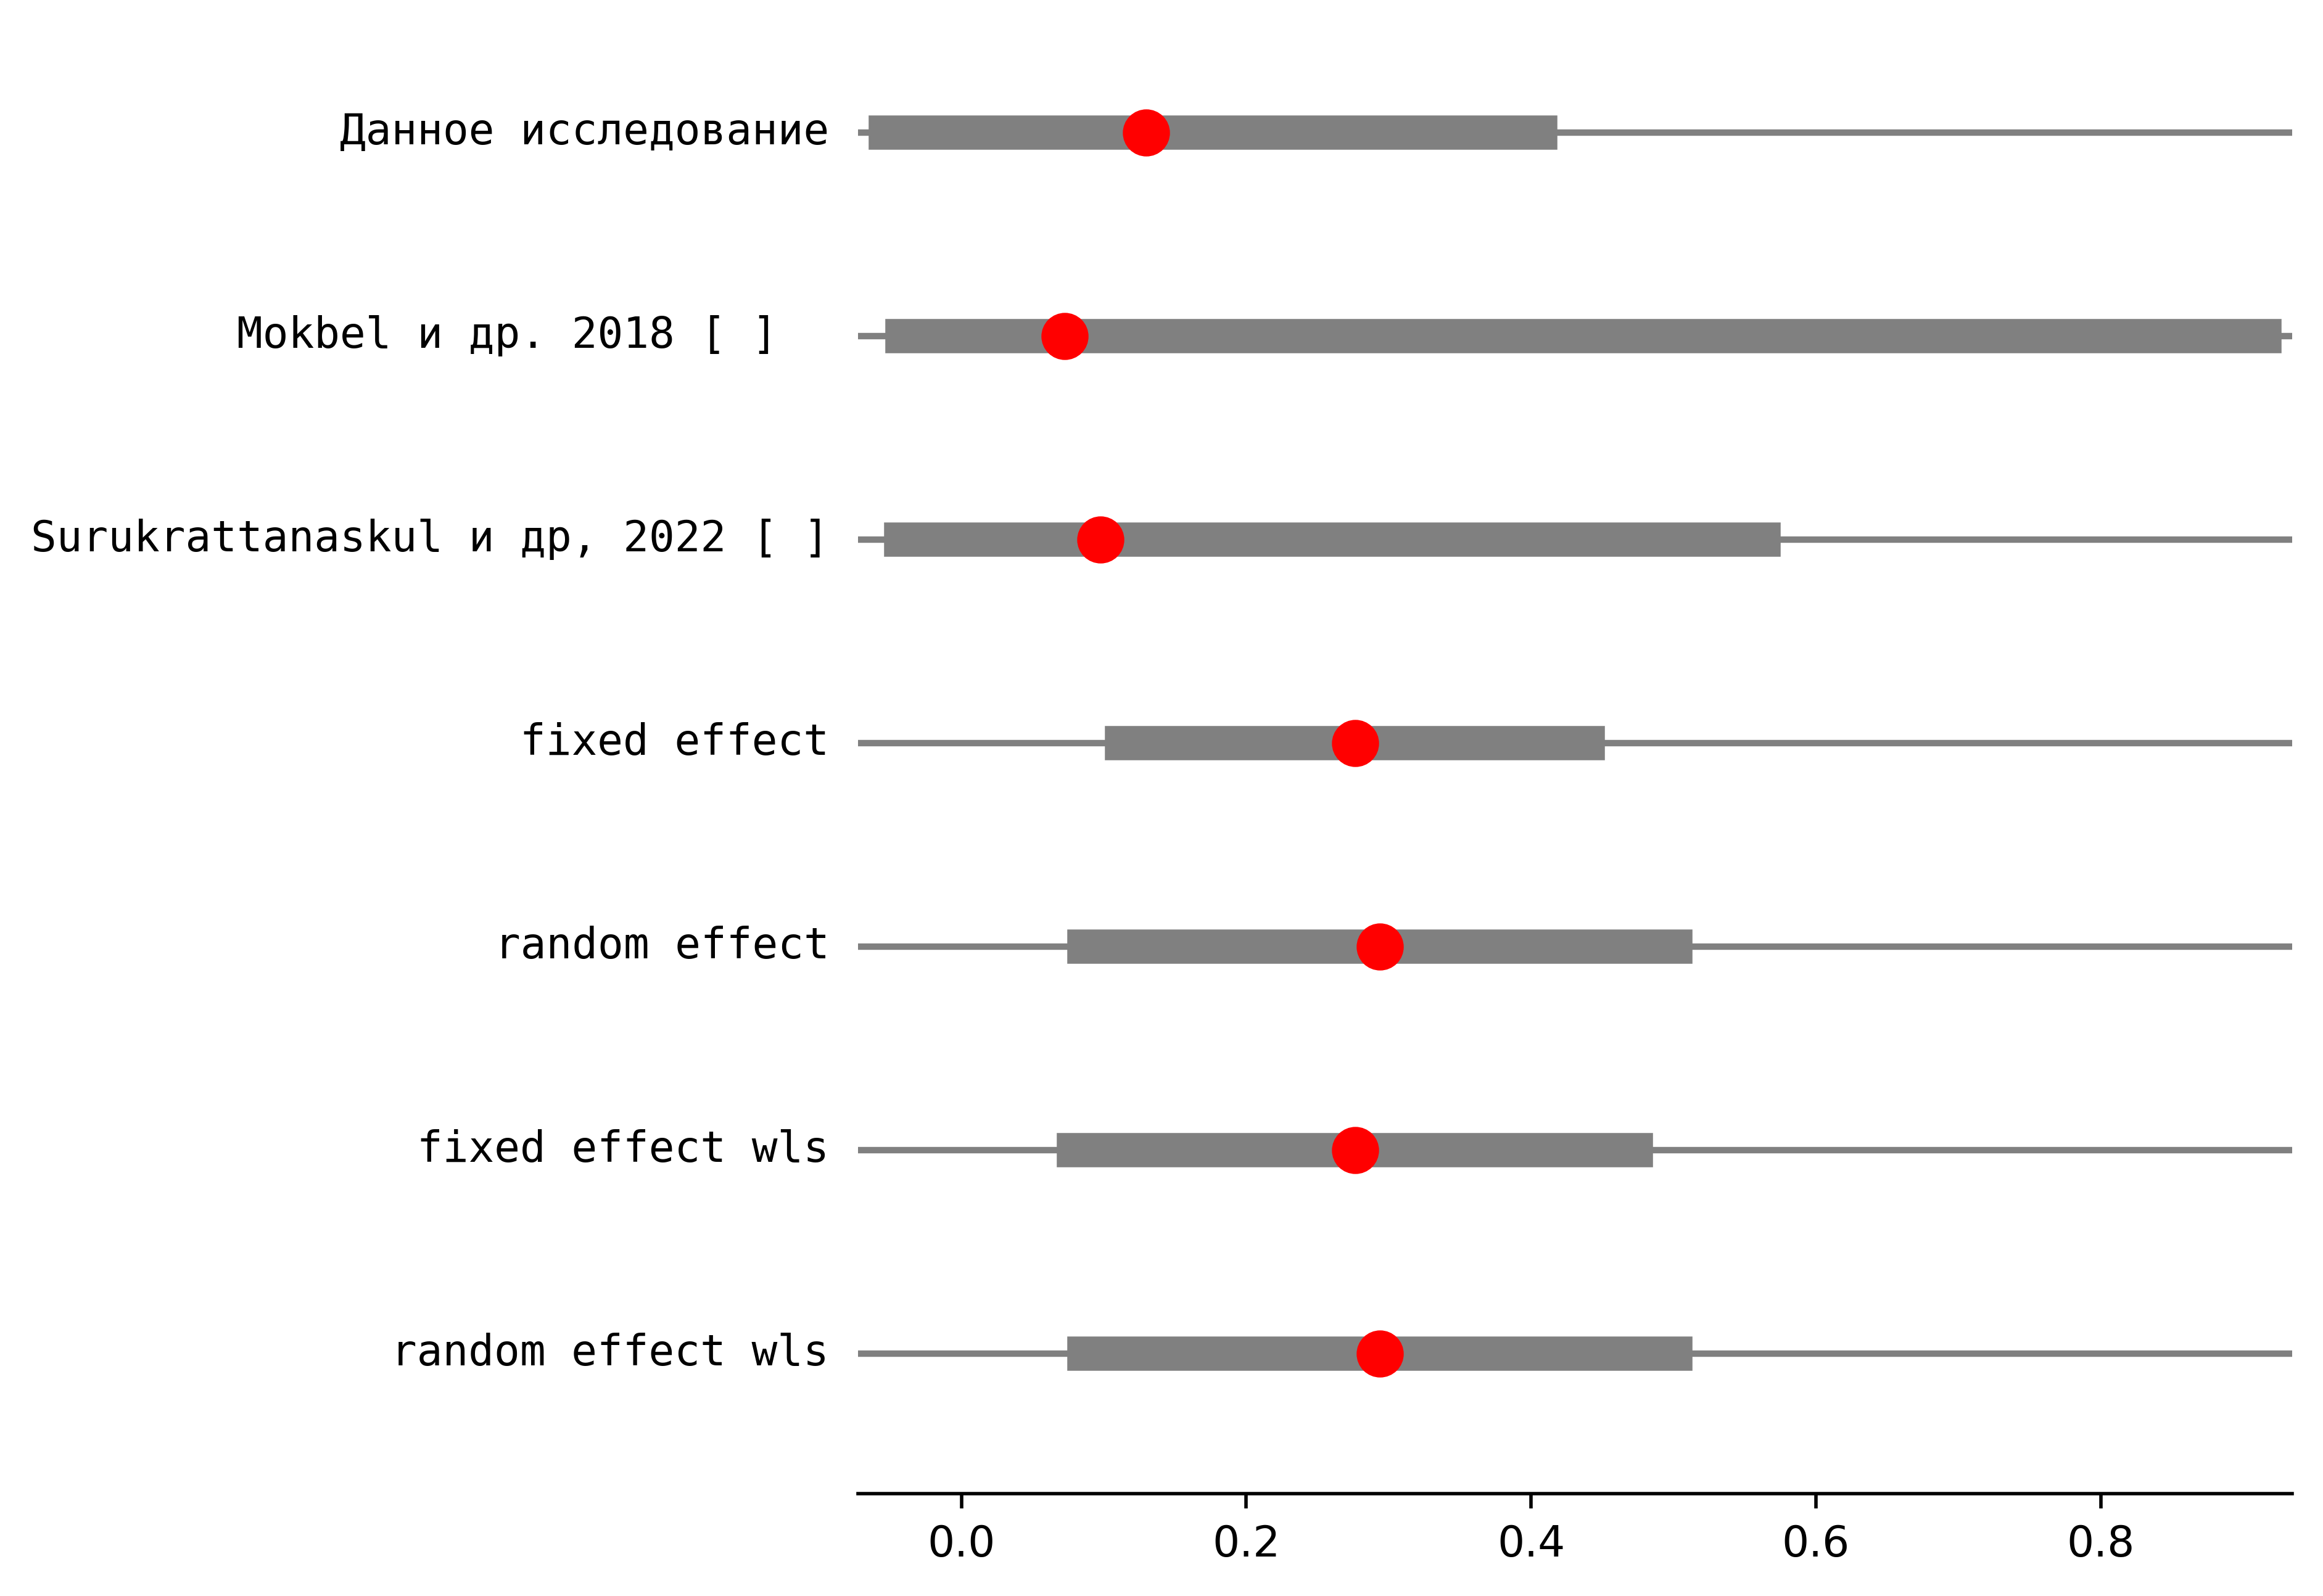 Данное исследование
Mokbel и др. 2018 [ ]
Surukrattanaskul и др, 2022 [ ]
fixed effect
random effect
fixed effect wls
random effect wls
0.0 0.2 0.4 0.6 0.8